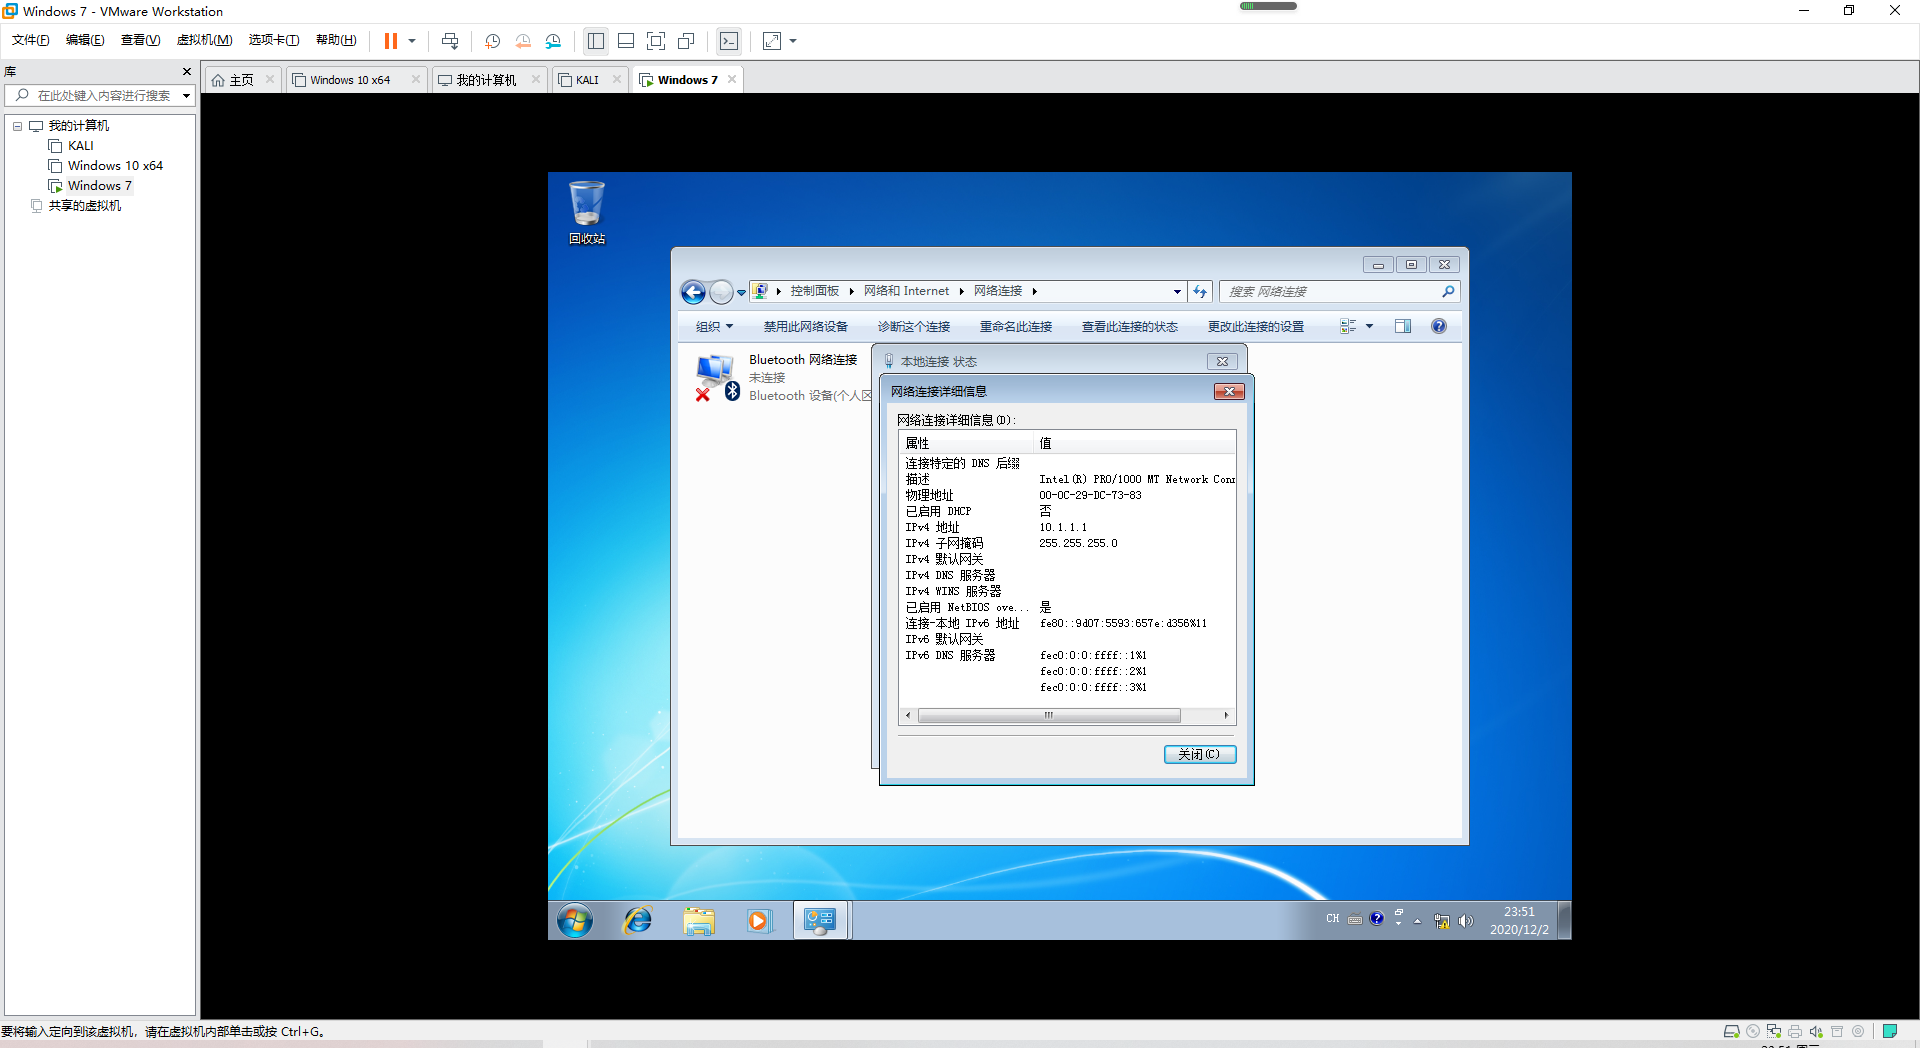 Windows 7 - VMware Workstation
文件(F) 编辑(E) 查看(V) 虚拟机(M) 选项卡(T) 帮助(H)
库
在此处键入内容进行搜索
我的计算机
KALI
Windows 10 x64
Windows 7
共享的虚拟机
主页 Windows 10 x64 我的计算机 KALI Windows 7
回收站
控制面板 网络和 Internet 网络连接
搜索 网络连接
组织 禁用此网络设备 诊断这个连接 重命名此连接 查看此连接的状态 更改此连接的设置
Bluetooth 网络连接
未连接
Bluetooth 设备(个人区
本地连接 状态
网络连接详细信息
网络连接详细信息(D):
属性 值
连接特定的 DNS 后缀
描述 Intel(R) PRO/1000 MT Network Conn
物理地址 00-0C-29-DC-73-83
已启用 DHCP 否
IPv4 地址 10.1.1.1
IPv4 子网掩码 255.255.255.0
IPv4 默认网关
IPv4 DNS 服务器
IPv4 WINS 服务器
已启用 NetBIOS ove... 是
连接-本地 IPv6 地址 fe80::9d07:5593:657e:d356%11
IPv6 默认网关
IPv6 DNS 服务器 fec0:0:0:ffff::1%1
fec0:0:0:ffff::2%1
fec0:0:0:ffff::3%1
关闭(C)
CH
23:51
2020/12/2
要将输入定向到该虚拟机，请在虚拟机内部单击或按 Ctrl+G。